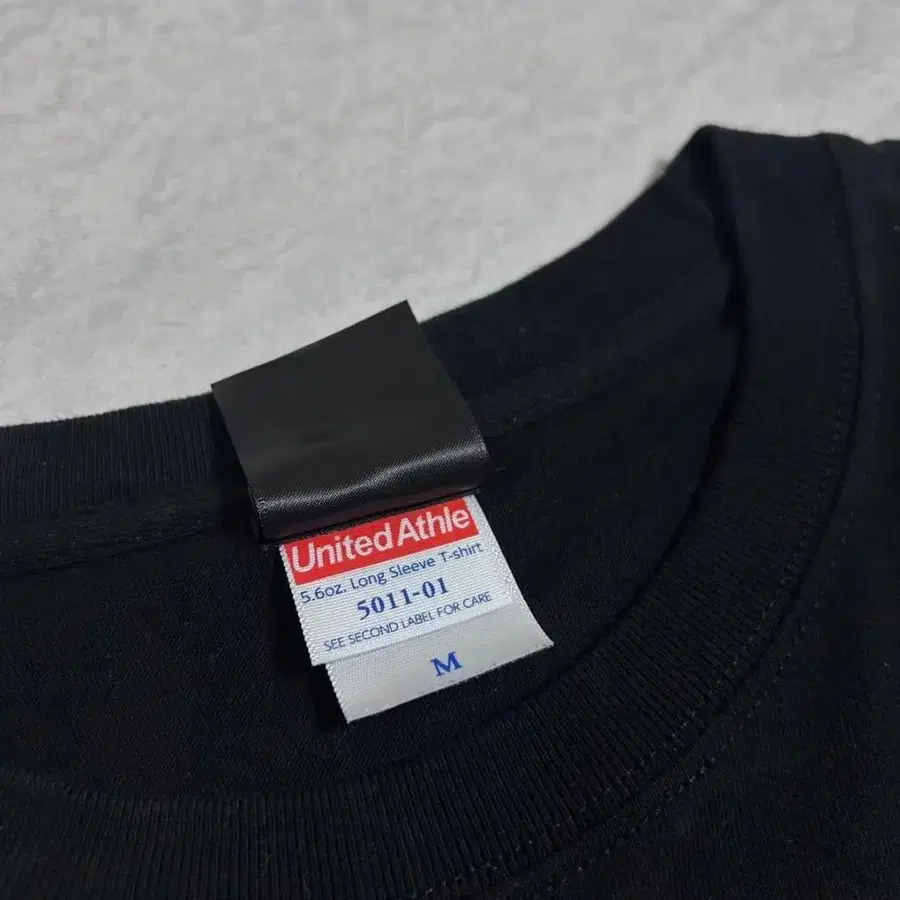 United Athle
5.6oz. Long Sleeve T-shirt
5011-01
SEE SECOND LABEL FOR CARE
M